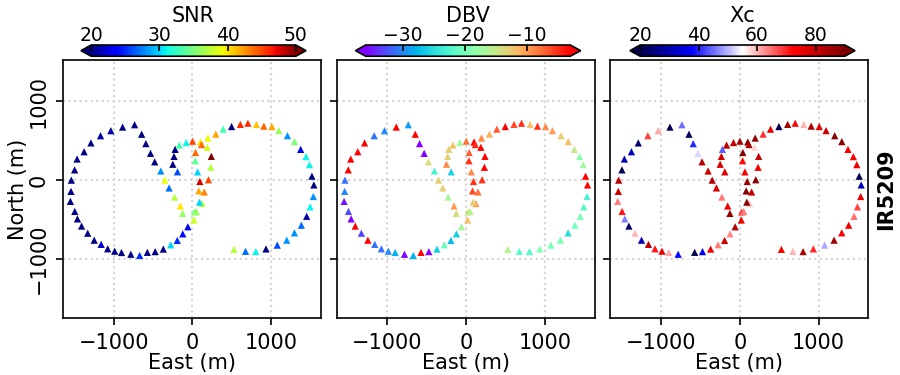 SNR DBV Xc
20 30 40 50 −30 −20 −10 20 40 60 80
North (m)
1000
0
−1000
−1000 0 1000 −1000 0 1000 −1000 0 1000
East (m) East (m) East (m)
IR5209